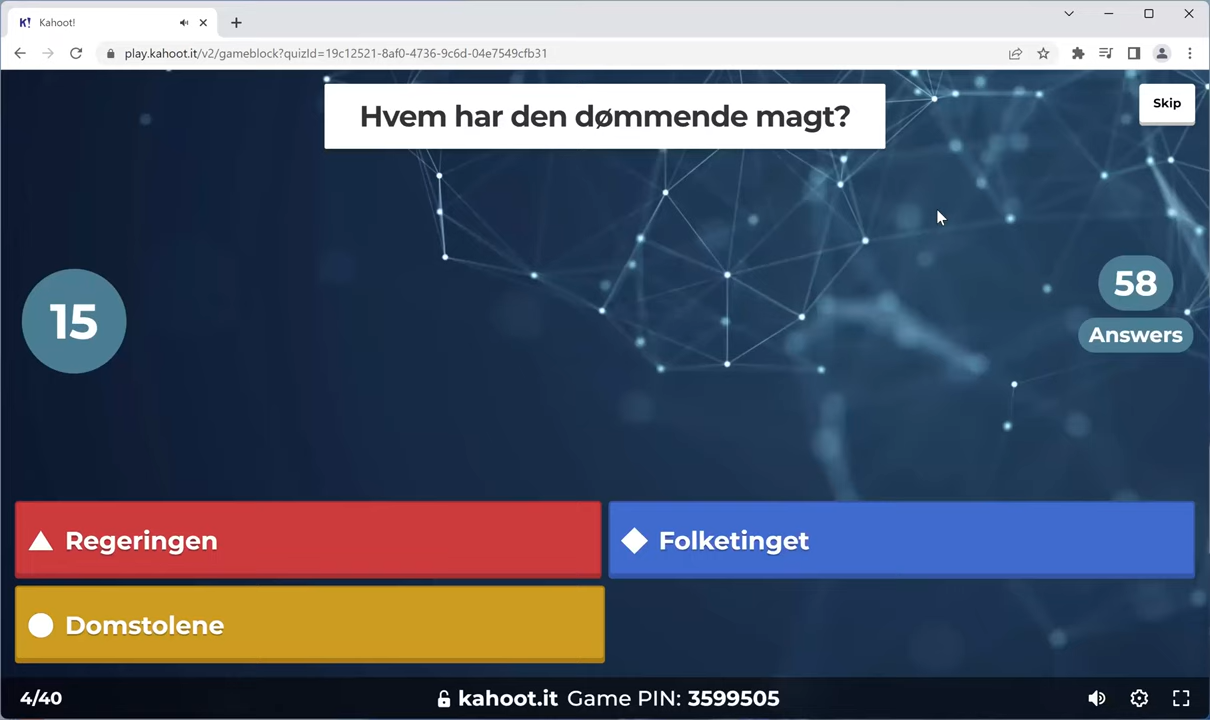 K! Kahoot!
play.kahoot.it/v2/gameblock?quizId=19c12521-8af0-4736-9c6d-04e7549cfb31
Hvem har den dømmende magt?
Skip
15
58
Answers
Regeringen
Folketinget
Domstolene
4/40
kahoot.it Game PIN: 3599505